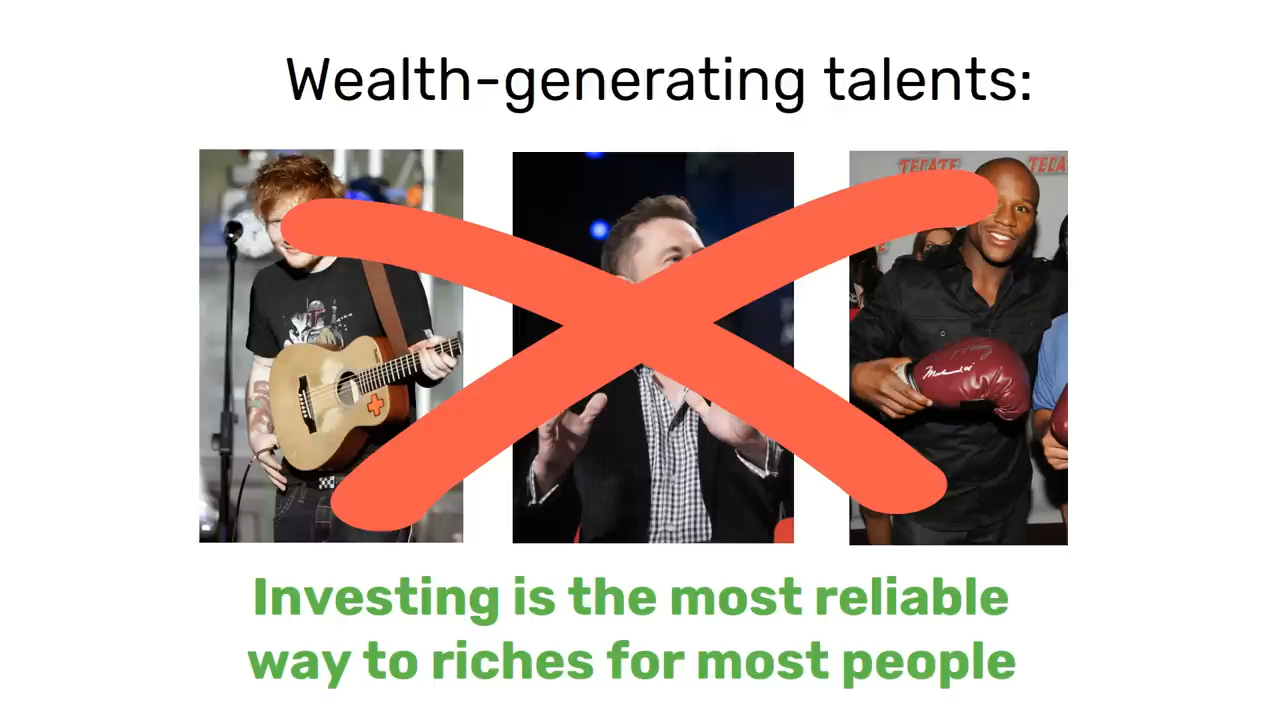 Wealth-generating talents:
TECATE
Investing is the most reliable
way to riches for most people